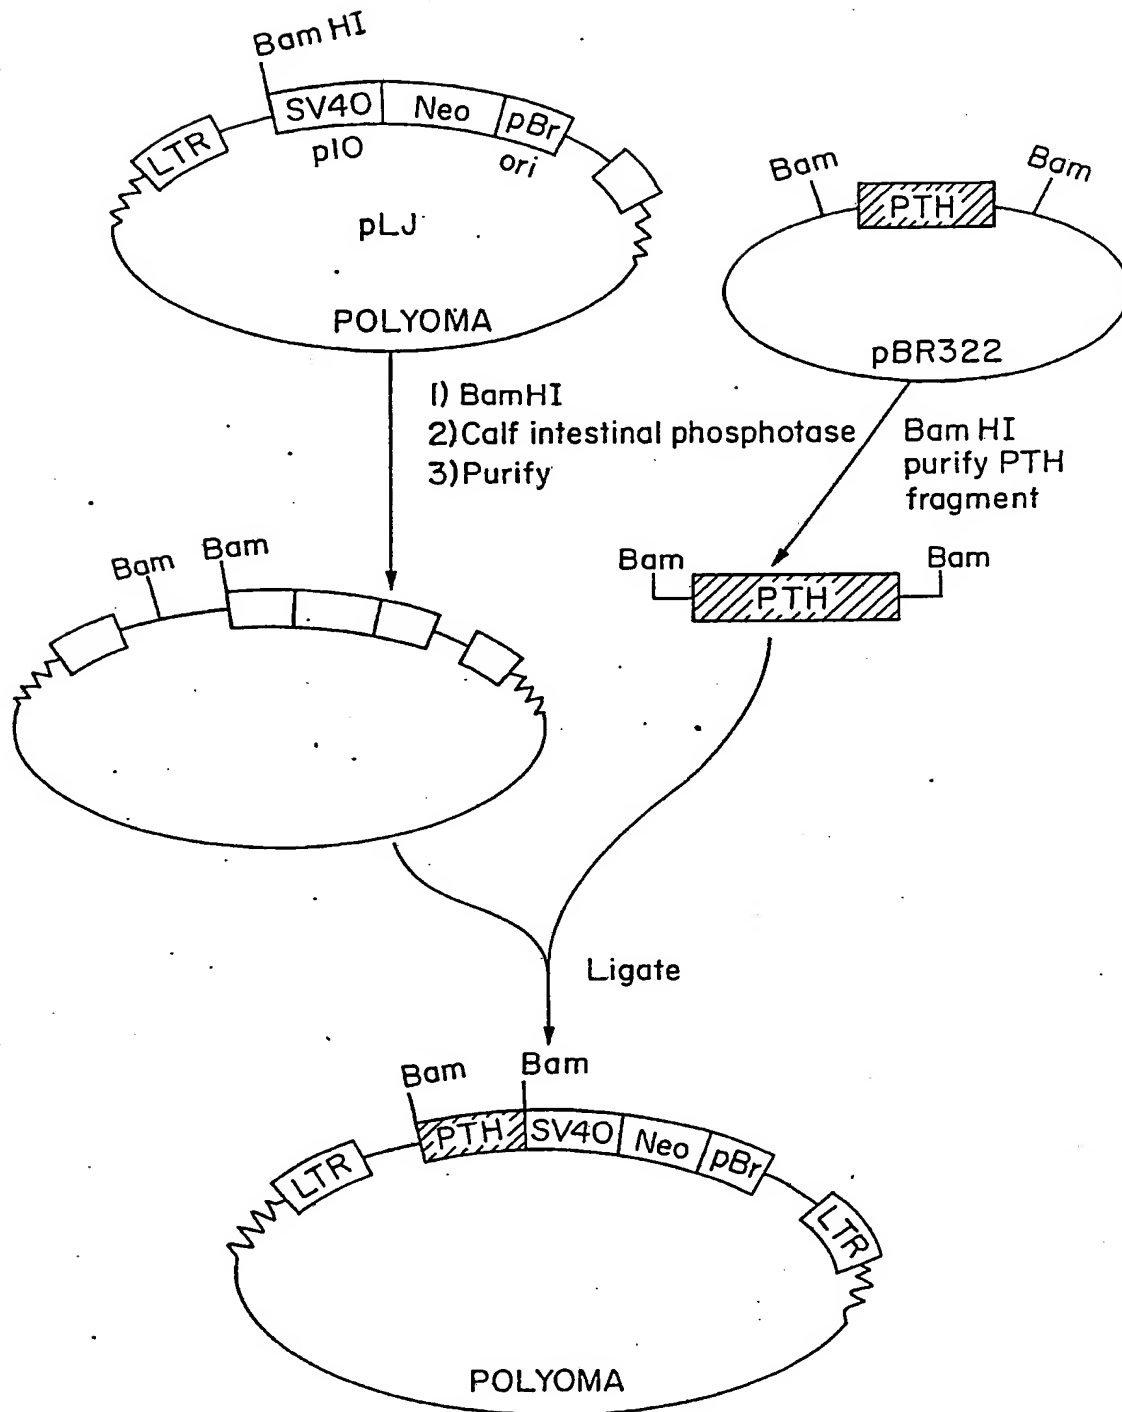 Bam HI
LTR
SV40
Neo
pBr
pIO
ori
pLJ
POLYOMA
Bam
PTH
Bam
pBR322
1) BamHI
2) Calf intestinal phosphotase
3) Purify
Bam HI
purify PTH
fragment
Bam
Bam
Bam
PTH
Bam
Ligate
Bam
Bam
LTR
PTH
SV40
Neo
pBr
LTR
POLYOMA